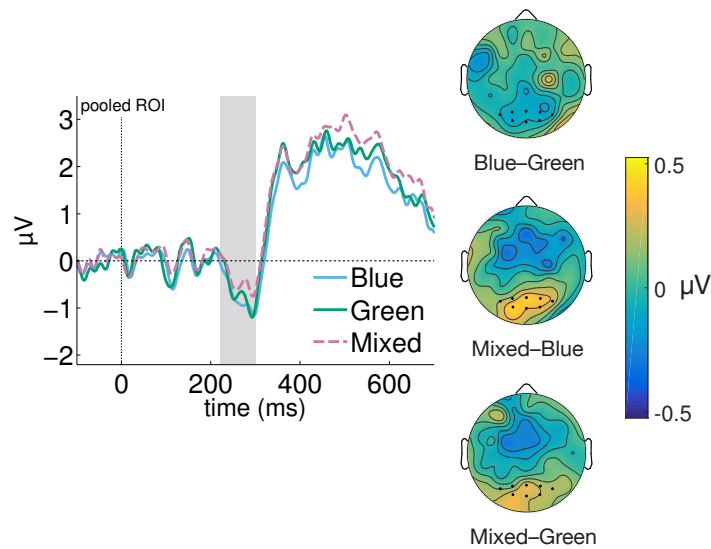 pooled ROI
3
2
1
0
−1
−2
µV
0
200
400
600
time (ms)
Blue
Green
Mixed
Blue–Green
Mixed–Blue
Mixed–Green
0.5
0
-0.5
µV